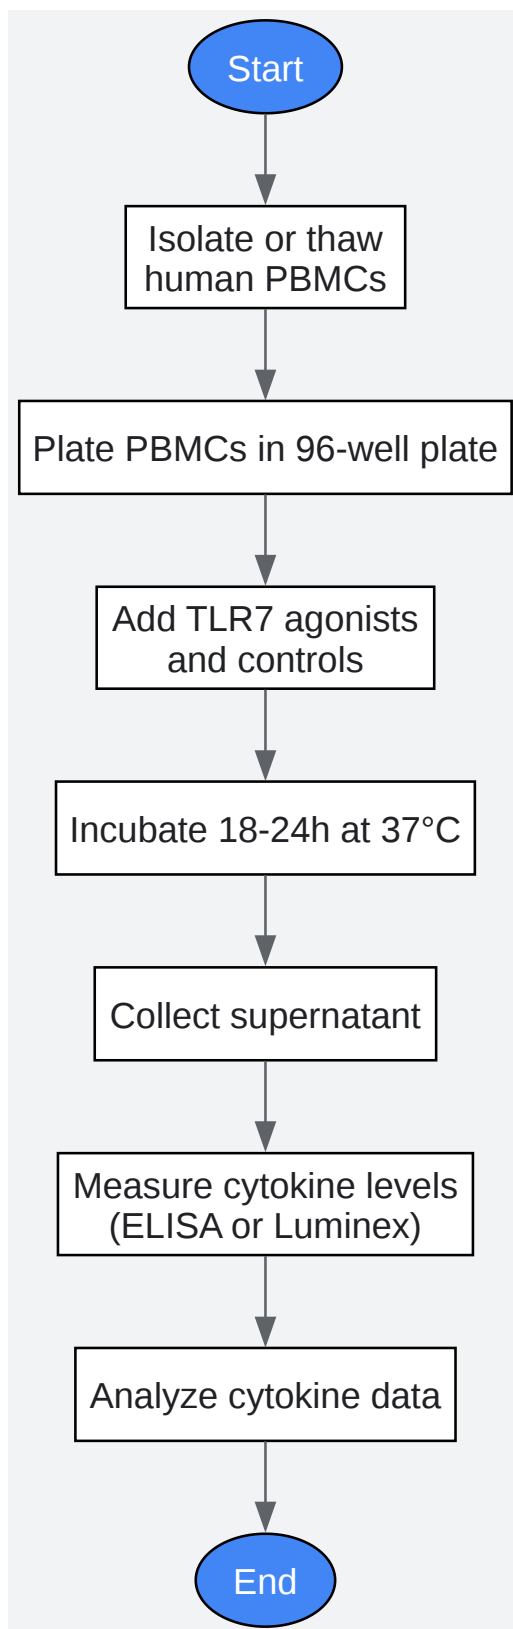 Start
Isolate or thaw
human PBMCs
Plate PBMCs in 96-well plate
Add TLR7 agonists
and controls
Incubate 18-24h at 37°C
Collect supernatant
Measure cytokine levels
(ELISA or Luminex)
Analyze cytokine data
End